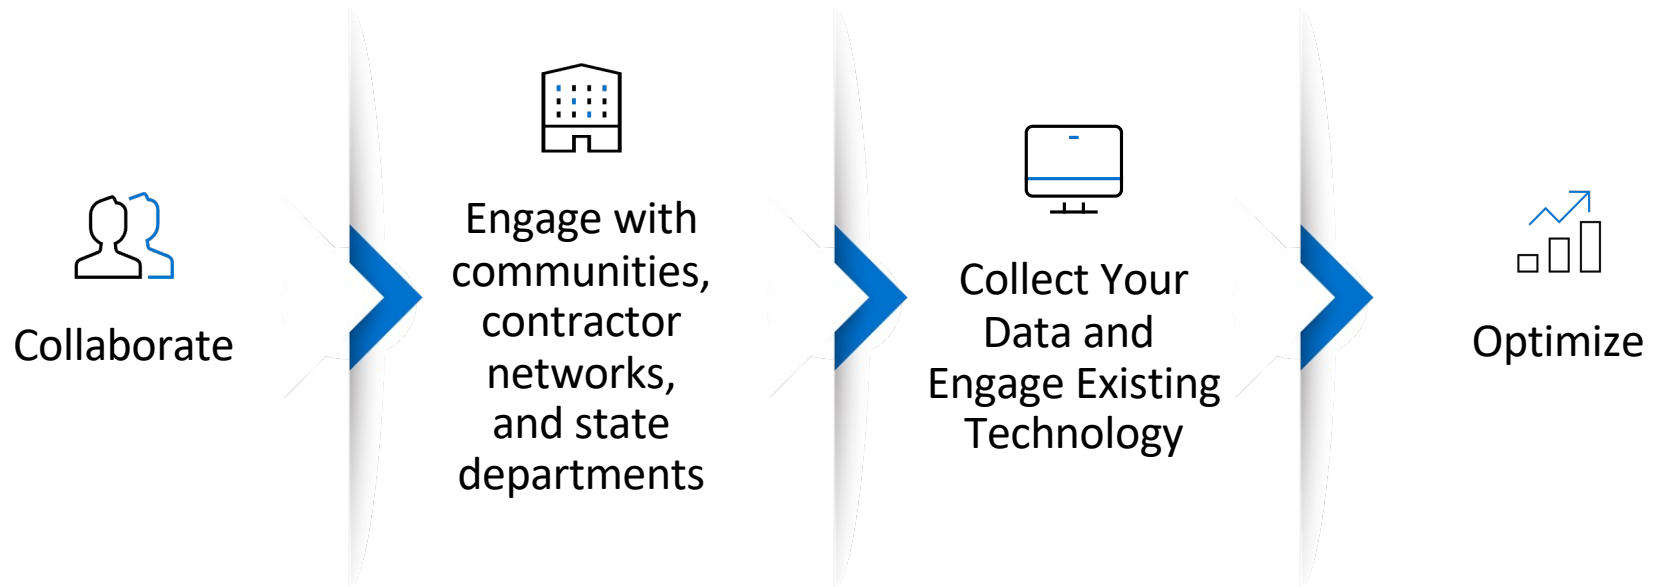 Collaborate
Engage with
communities,
contractor
networks,
and state
departments
Collect Your
Data and
Engage Existing
Technology
Optimize